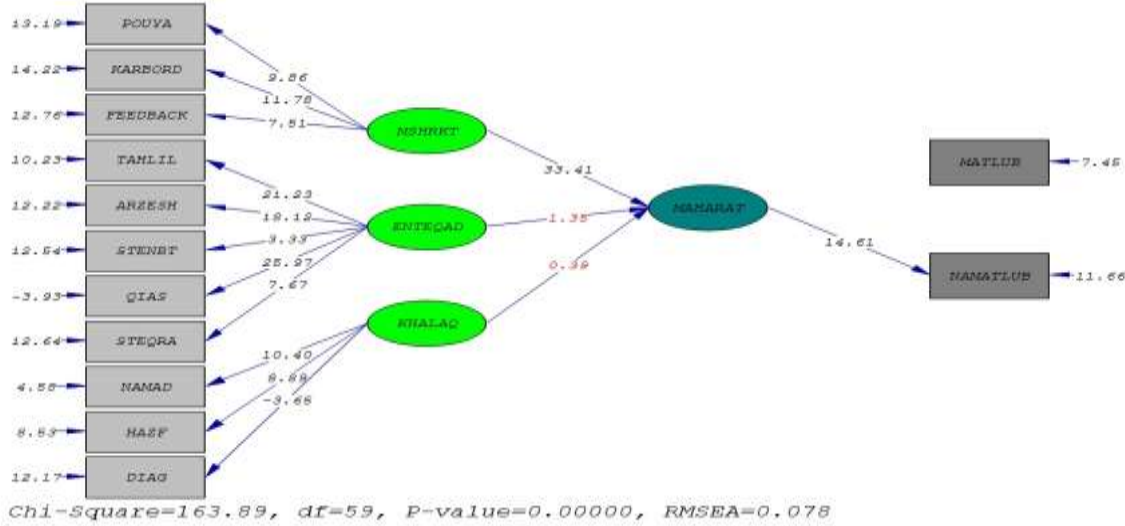 13.19 POUYA
14.22 KARBORD
12.76 FEEDBACK
10.23 TAMLIL
12.22 ARZESH
12.54 STENBT
-3.93 QIAS
12.64 STEQRA
4.58 NAMAD
8.53 HAZF
12.17 DIAG
9.86
11.78
7.51
21.23
18.12
3.33
25.97
7.67
10.40
8.88
-3.66
MSHRKT
ENTEQAD
KHALAQ
33.41
1.35
0.39
MAHARAT
14.61
MATLUB 7.45
NAMATLUB 11.66
Chi-Square=163.89, df=59, P-value=0.00000, RMSEA=0.078